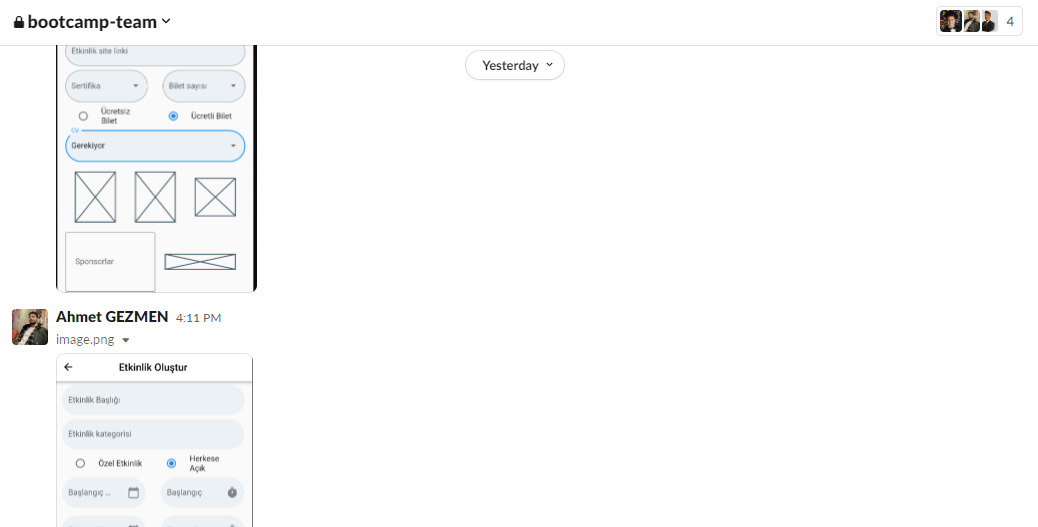 bootcamp-team
4
Yesterday
Etkinlik site linki
Sertifika
Bilet sayısı
Ücretsiz
Bilet
Ücretli Bilet
CV
Gerekiyor
Sponsorlar
Ahmet GEZMEN 4:11 PM
image.png
Etkinlik Oluştur
Etkinlik Başlığı
Etkinlik kategorisi
Özel Etkinlik
Herkese
Açık
Başlangıç ..
Başlangıç